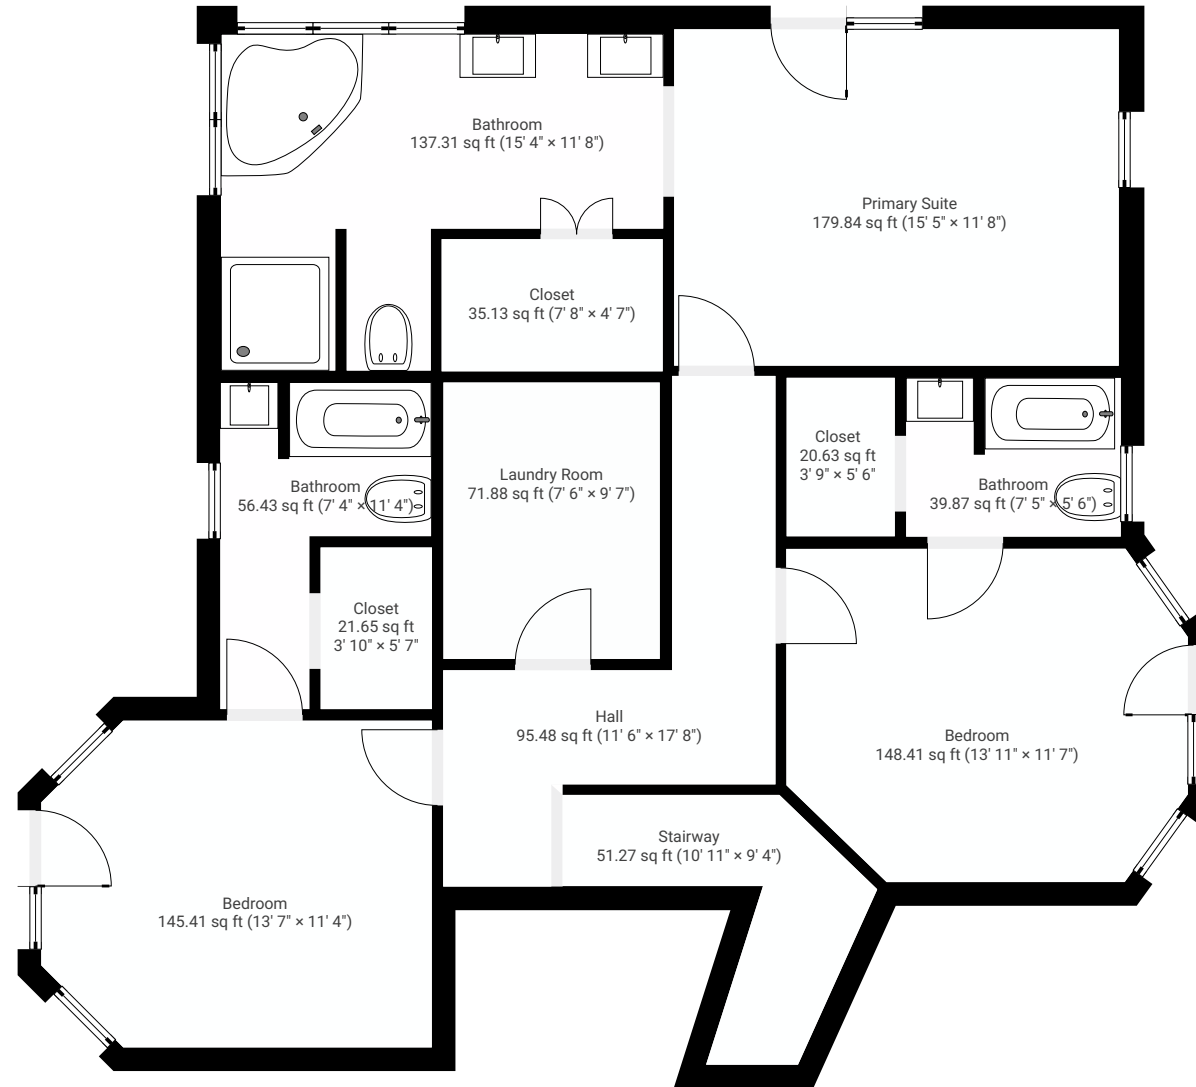 Bathroom
137.31 sq ft (15' 4" × 11' 8")
Primary Suite
179.84 sq ft (15' 5" × 11' 8")
Closet
35.13 sq ft (7' 8" × 4' 7")
Closet
20.63 sq ft
3' 9" × 5' 6"
Laundry Room
71.88 sq ft (7' 6" × 9' 7")
Bathroom
56.43 sq ft (7' 4" × 11' 4")
Bathroom
39.87 sq ft (7' 5" × 5' 6")
Closet
21.65 sq ft
3' 10" × 5' 7"
Hall
95.48 sq ft (11' 6" × 17' 8")
Bedroom
148.41 sq ft (13' 11" × 11' 7")
Stairway
51.27 sq ft (10' 11" × 9' 4")
Bedroom
145.41 sq ft (13' 7" × 11' 4")